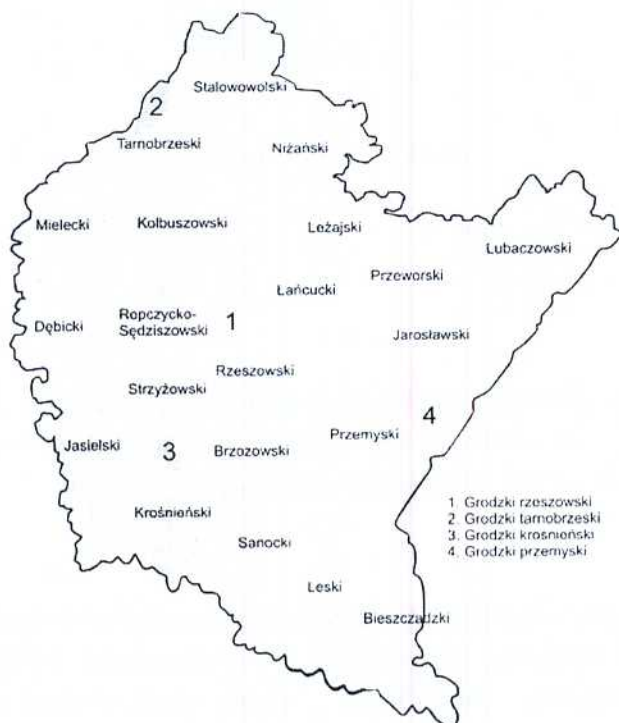 Stalowowolski
2
Tarnobrzeski
Niżański
Mielecki
Kolbuszowski
Leżajski
Lubaczowski
Przeworski
Łańcucki
Ropczycko-
Sędziszowski
1
Dębicki
Jarosławski
Rzeszowski
Strzyżowski
4
Przemyski
Jasielski
3
Brzozowski
Krośnieński
Sanocki
Leski
Bieszczadzki
1. Grodzki rzeszowski
2. Grodzki tarnobrzeski
3. Grodzki krośnieński
4. Grodzki przemyski